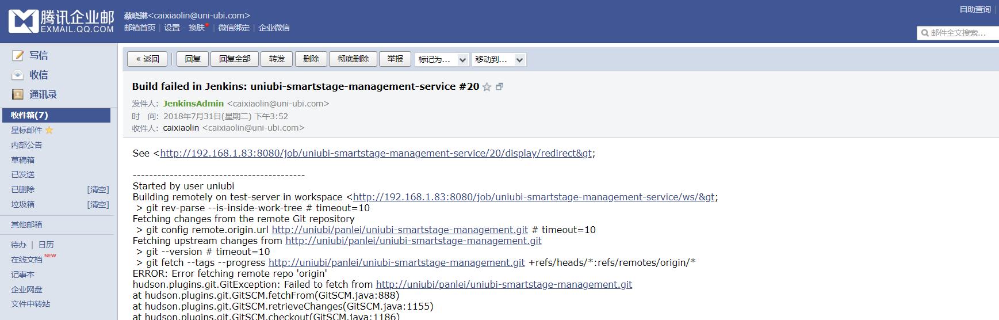 腾讯企业邮
EXMAIL.QQ.COM
蔡晓琳<caixiaolin@uni-ubi.com>
邮箱首页 | 设置 - 换肤 | 微信绑定 | 企业微信
自助查询 |
邮件全文搜索...
写信
收信
通讯录
收件箱(7)
星标邮件
内部公告
草稿箱
已发送
已删除 [清空]
垃圾箱 [清空]
其他邮箱
待办 | 日历
在线文档 NEW
记事本
企业网盘
文件中转站
« 返回 回复 回复全部 转发 删除 彻底删除 举报 标记为... 移动到...
Build failed in Jenkins: uniubi-smartstage-management-service #20
发件人: JenkinsAdmin <caixiaolin@uni-ubi.com>
时 间: 2018年7月31日(星期二) 下午3:52
收件人: caixiaolin <caixiaolin@uni-ubi.com>
See <http://192.168.1.83:8080/job/uniubi-smartstage-management-service/20/display/redirect&gt;
------------------------------------------
Started by user uniubi
Building remotely on test-server in workspace <http://192.168.1.83:8080/job/uniubi-smartstage-management-service/ws/&gt;
> git rev-parse --is-inside-work-tree # timeout=10
Fetching changes from the remote Git repository
> git config remote.origin.url http://uniubi/panlei/uniubi-smartstage-management.git # timeout=10
Fetching upstream changes from http://uniubi/panlei/uniubi-smartstage-management.git
> git --version # timeout=10
> git fetch --tags --progress http://uniubi/panlei/uniubi-smartstage-management.git +refs/heads/*:refs/remotes/origin/*
ERROR: Error fetching remote repo 'origin'
hudson.plugins.git.GitException: Failed to fetch from http://uniubi/panlei/uniubi-smartstage-management.git
at hudson.plugins.git.GitSCM.fetchFrom(GitSCM.java:888)
at hudson.plugins.git.GitSCM.retrieveChanges(GitSCM.java:1155)
at hudson.plugins.git.GitSCM.checkout(GitSCM.java:1186)